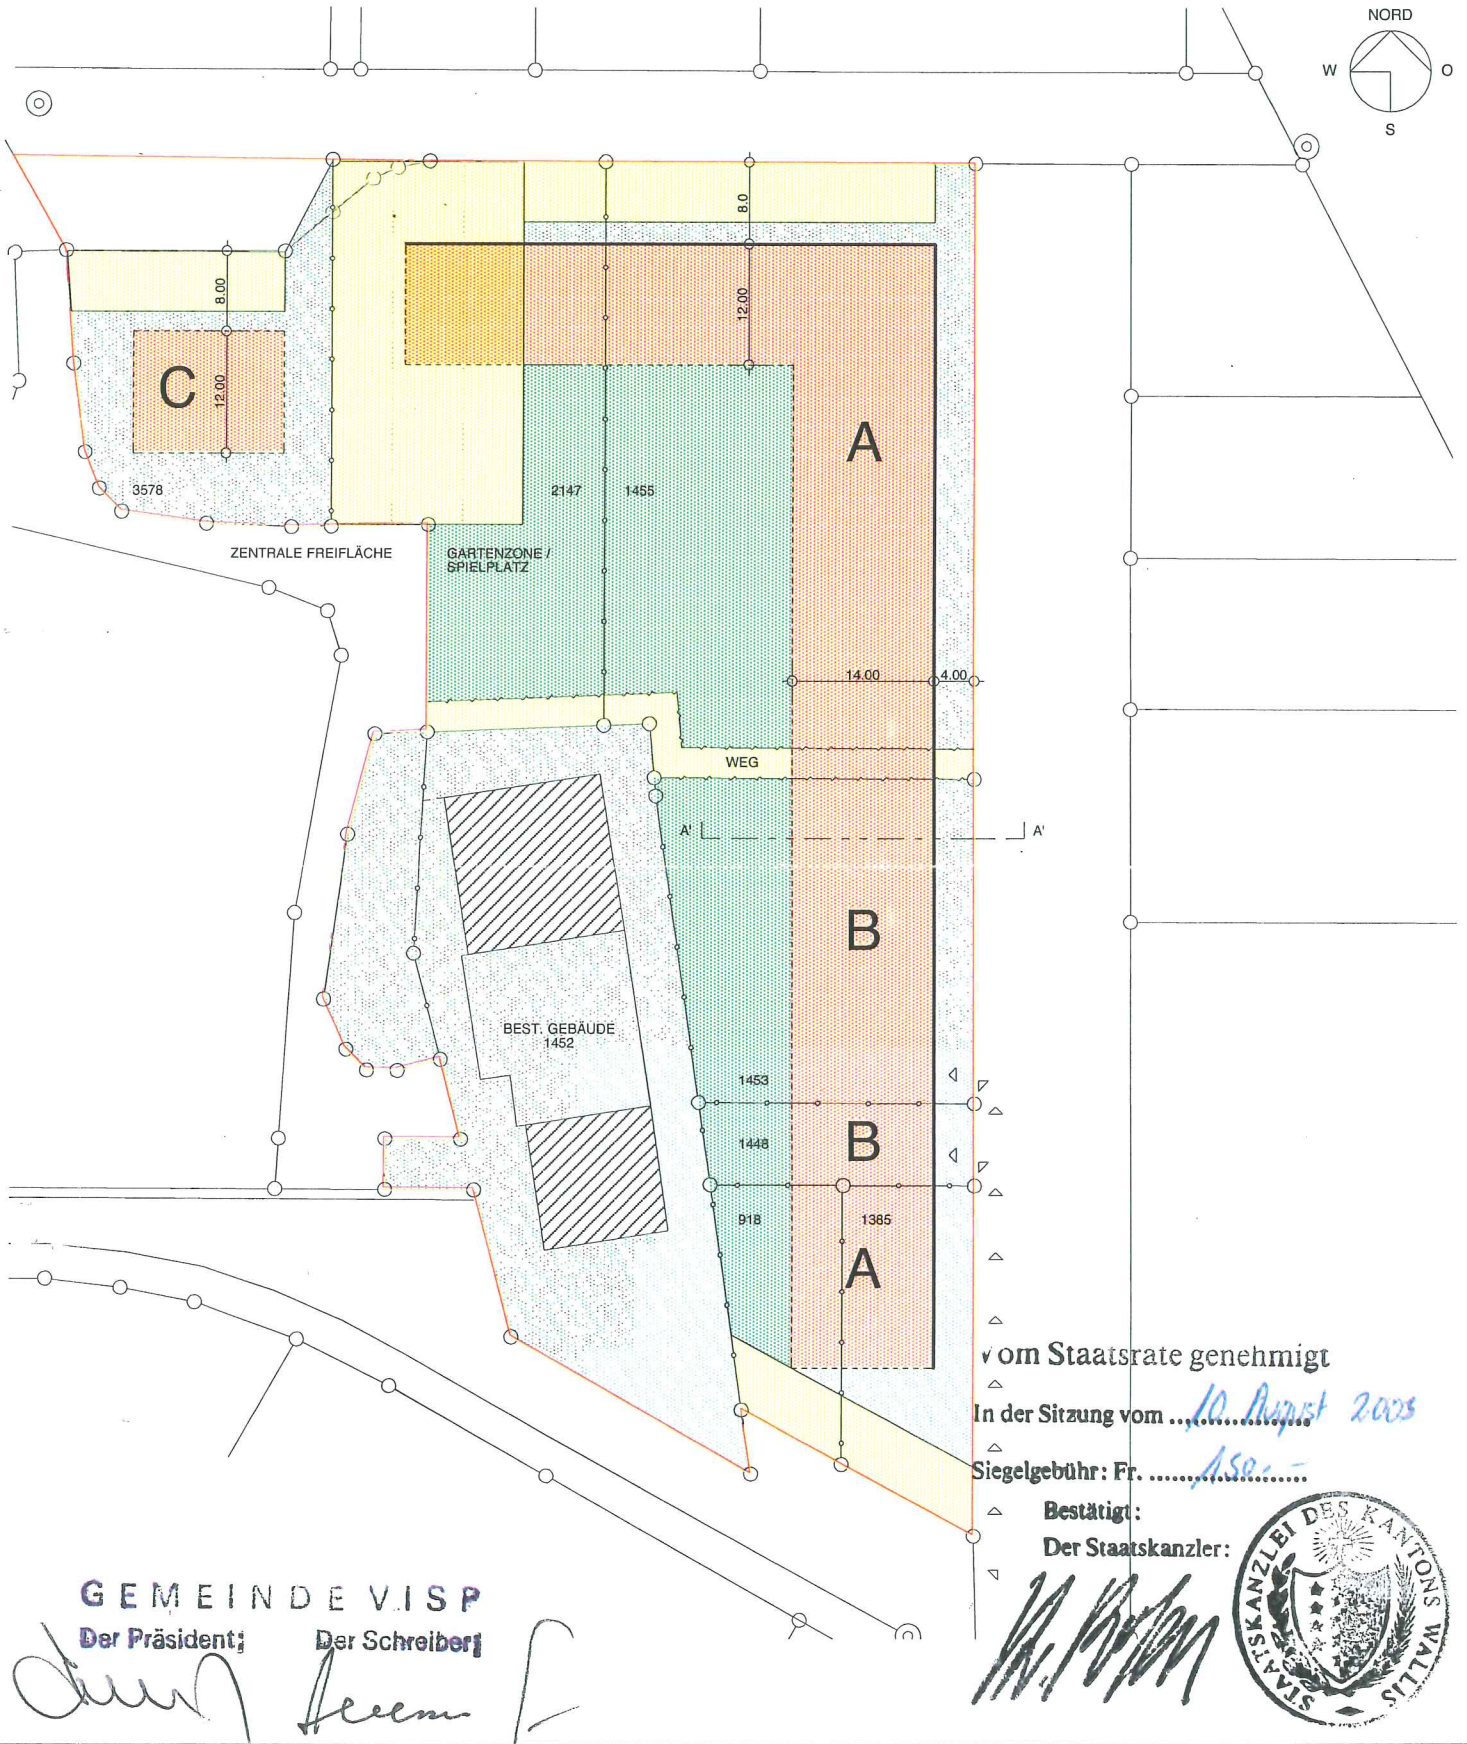 NORD
W
O
S
8.0
8.00
12.00
12.00
C
A
3578
2147
1455
ZENTRALE FREIFLÄCHE
GARTENZONE /
SPIELPLATZ
14.00
4.00
WEG
A'
A'
B
BEST. GEBÄUDE
1452
1453
1448
B
918
1385
A
Vom Staatsrate genehmigt
In der Sitzung vom ... 10. August 2003
Siegelgebühr: Fr. ... 150.-
Bestätigt:
Der Staatskanzler:
STAATSKANZLEI DES KANTONS WALLIS
GEMEINDE VISP
Der Präsident: Der Schreiber: